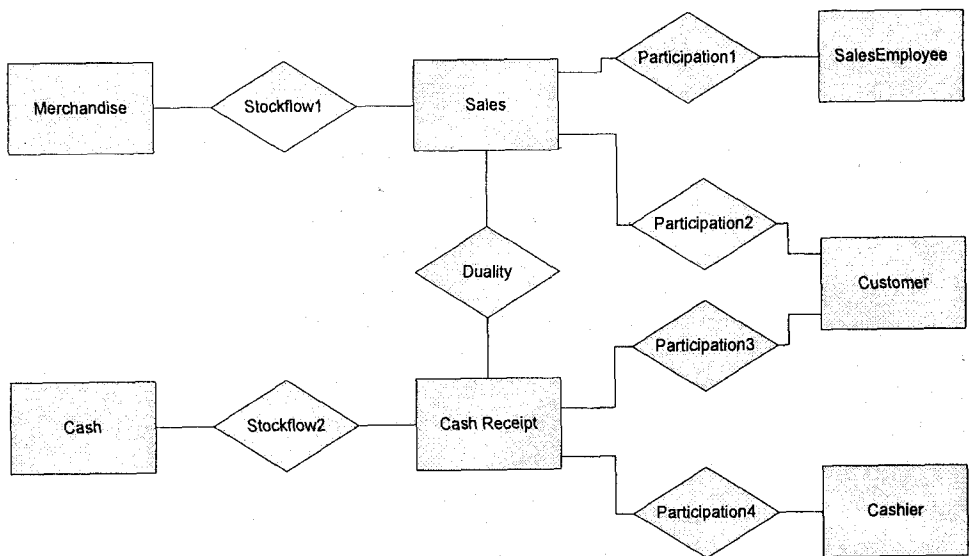 Participation1
SalesEmployee
Merchandise
Stockflow1
Sales
Participation2
Duality
Customer
Participation3
Cash
Stockflow2
Cash Receipt
Participation4
Cashier